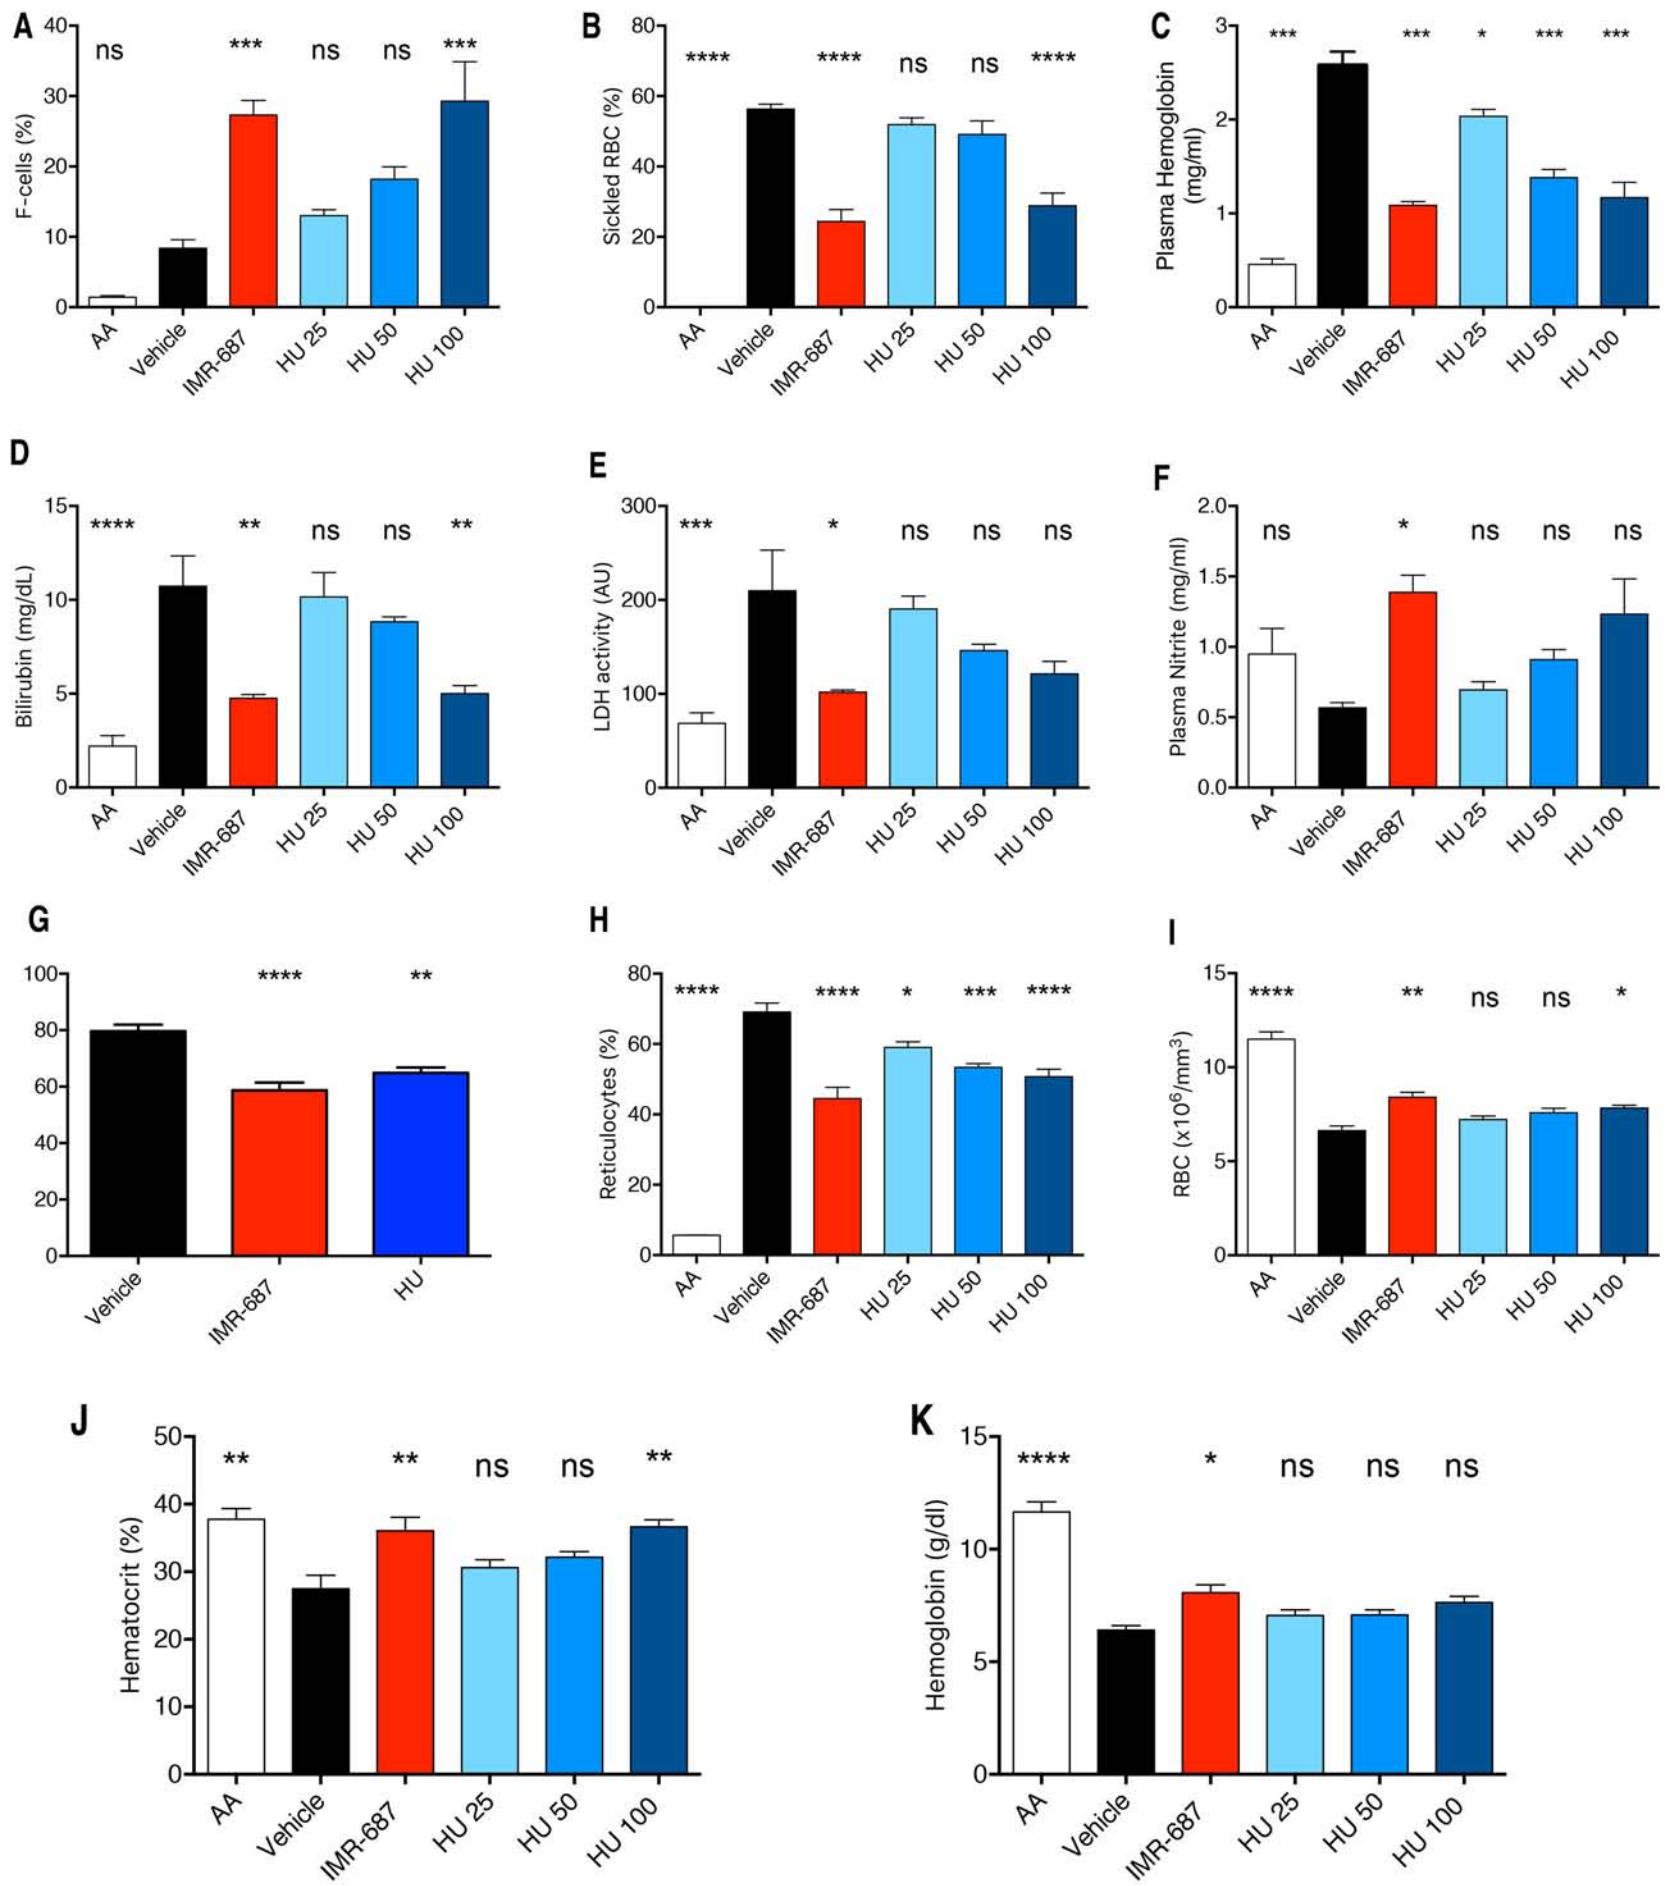 A
F-cells (%)
40
30
20
10
0
ns
***
ns
ns
***
AA
Vehicle
IMR-687
HU 25
HU 50
HU 100
B
Sickled RBC (%)
80
60
40
20
0
****
****
ns
ns
****
AA
Vehicle
IMR-687
HU 25
HU 50
HU 100
C
Plasma Hemoglobin
(mg/ml)
3
2
1
0
***
***
*
***
***
AA
Vehicle
IMR-687
HU 25
HU 50
HU 100
D
Bilirubin (mg/dL)
15
10
5
0
****
**
ns
ns
**
AA
Vehicle
IMR-687
HU 25
HU 50
HU 100
E
LDH activity (AU)
300
200
100
0
***
*
ns
ns
ns
AA
Vehicle
IMR-687
HU 25
HU 50
HU 100
F
Plasma Nitrite (mg/ml)
2.0
1.5
1.0
0.5
0.0
ns
*
ns
ns
ns
AA
Vehicle
IMR-687
HU 25
HU 50
HU 100
G
100
80
60
40
20
0
****
**
Vehicle
IMR-687
HU
H
Reticulocytes (%)
80
60
40
20
0
****
****
*
***
****
AA
Vehicle
IMR-687
HU 25
HU 50
HU 100
I
RBC (x10⁶/mm³)
15
10
5
0
****
**
ns
ns
*
AA
Vehicle
IMR-687
HU 25
HU 50
HU 100
J
Hematocrit (%)
50
40
30
20
10
0
**
**
ns
ns
**
AA
Vehicle
IMR-687
HU 25
HU 50
HU 100
K
Hemoglobin (g/dl)
15
10
5
0
****
*
ns
ns
ns
AA
Vehicle
IMR-687
HU 25
HU 50
HU 100